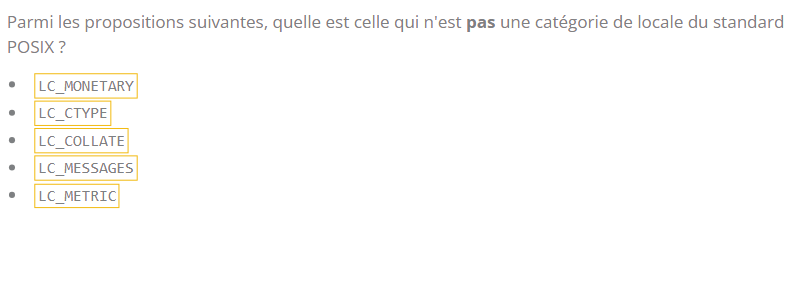 Parmi les propositions suivantes, quelle est celle qui n'est pas une catégorie de locale du standard
POSIX ?
LC_MONETARY
LC_CTYPE
LC_COLLATE
LC_MESSAGES
LC_METRIC